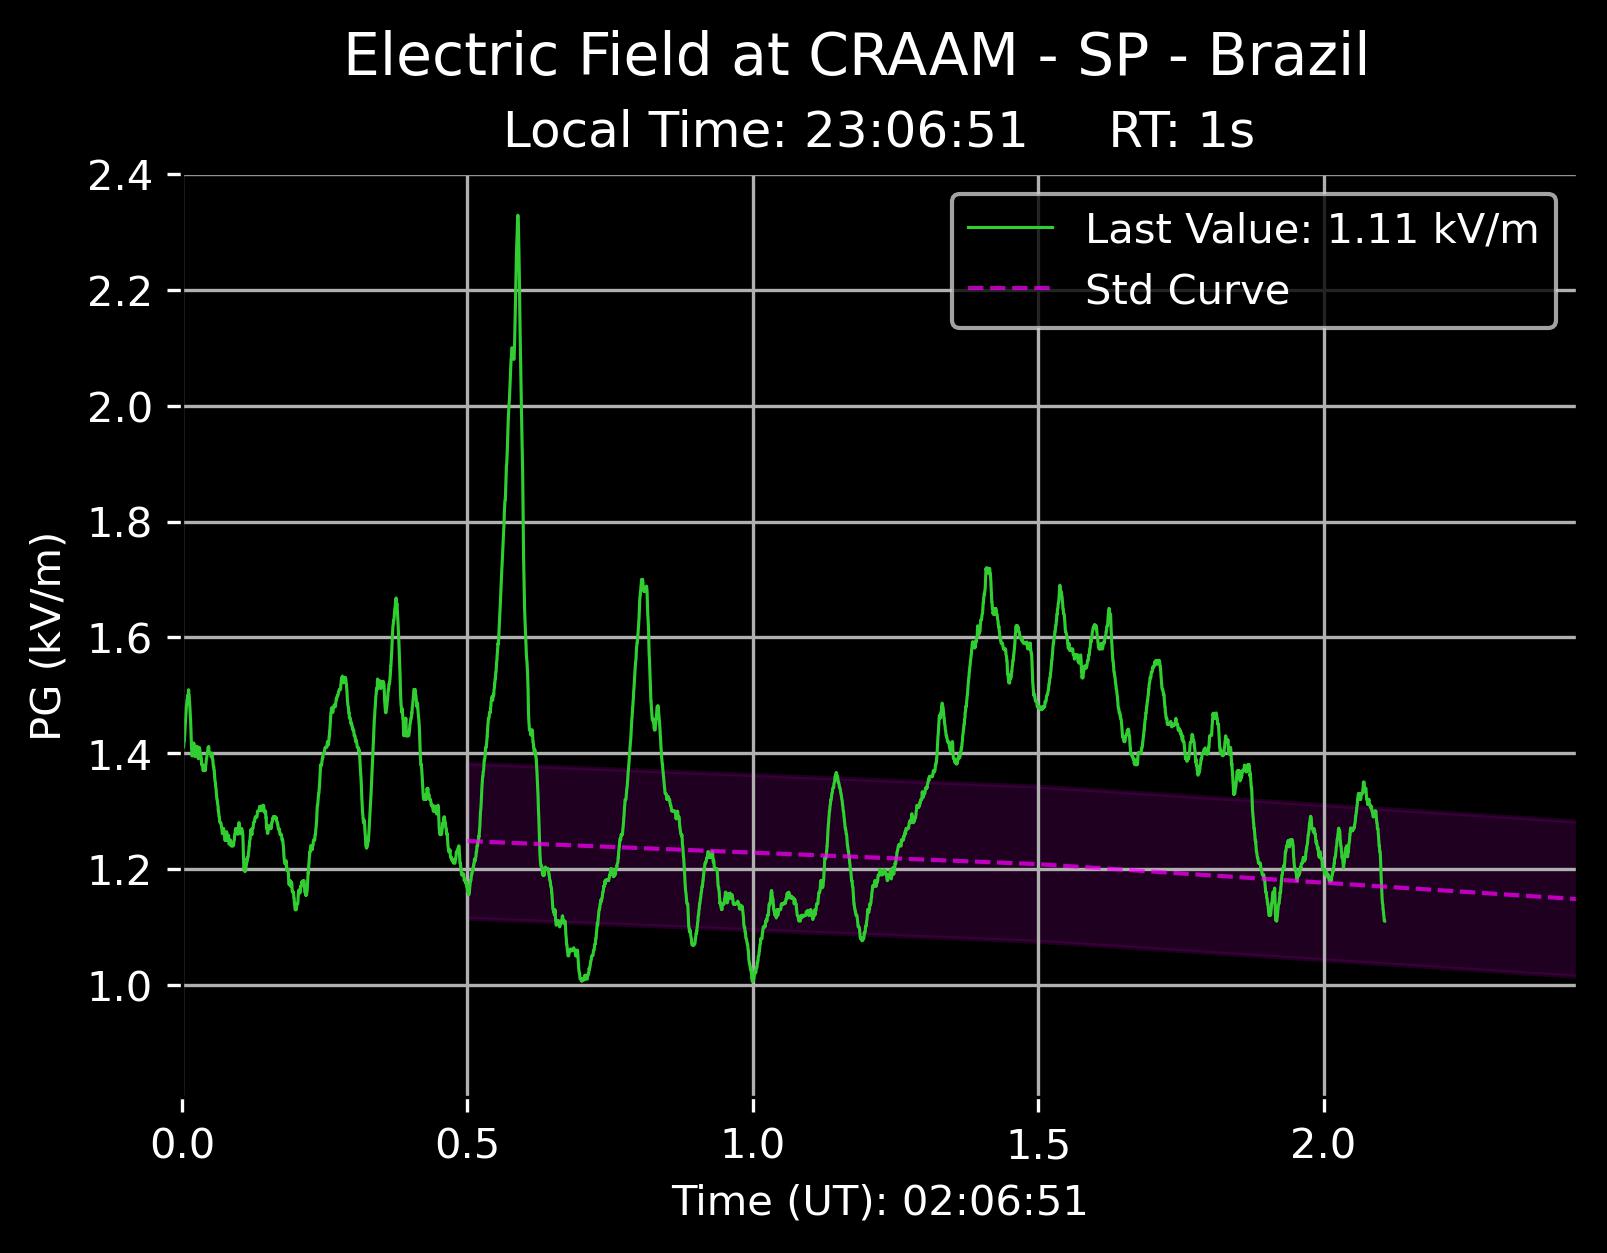 Electric Field at CRAAM - SP - Brazil
Local Time: 23:06:51 RT: 1s
Last Value: 1.11 kV/m
Std Curve
PG (kV/m)
2.4
2.2
2.0
1.8
1.6
1.4
1.2
1.0
0.0 0.5 1.0 1.5 2.0
Time (UT): 02:06:51